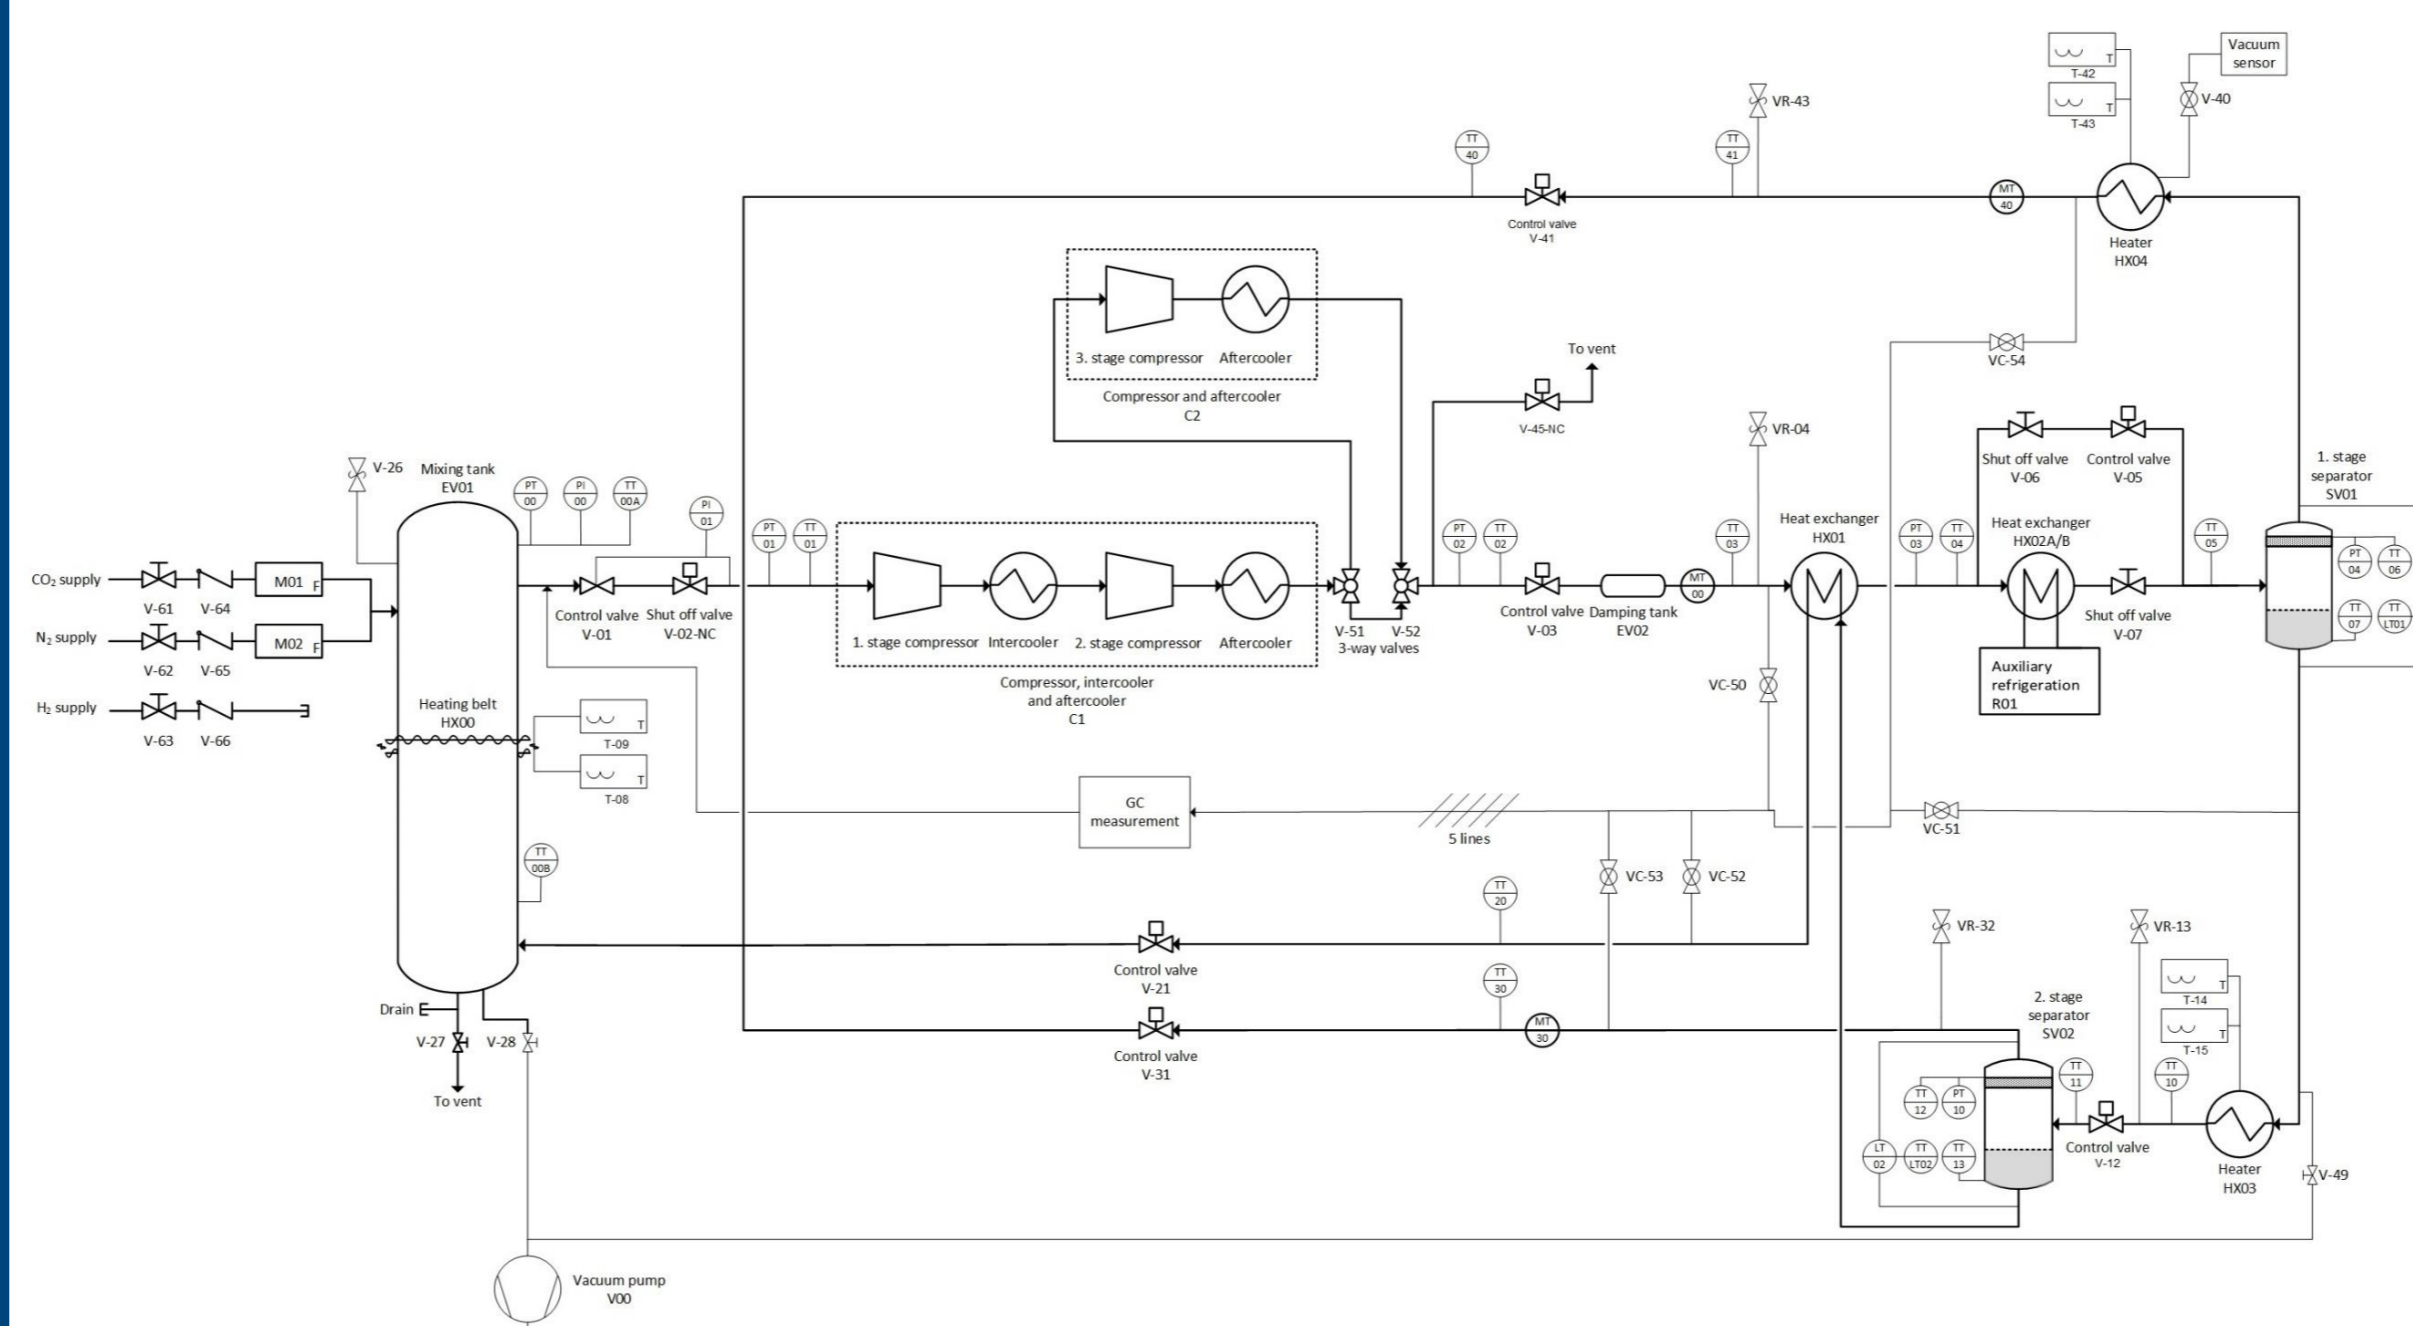 T
T-42
T
T-43
Vacuum
sensor
V-40
VR-43
TT
40
TT
41
MT
40
Control valve
V-41
Heater
HX04
3. stage compressor
Aftercooler
Compressor and aftercooler
C2
To vent
V-45-NC
VC-54
VR-04
Shut off valve
V-06
Control valve
V-05
1. stage
separator
SV01
V-26
Mixing tank
EV01
PT
00
PI
00
TT
00A
PI
01
PT
01
TT
01
PT
02
TT
02
TT
03
Heat exchanger
HX01
PT
03
TT
04
Heat exchanger
HX02A/B
TT
05
PT
04
TT
06
TT
07
TT
LT01
CO₂ supply
V-61
V-64
M01
F
N₂ supply
V-62
V-65
M02
F
H₂ supply
V-63
V-66
Control valve
V-01
Shut off valve
V-02-NC
1. stage compressor
Intercooler
2. stage compressor
Aftercooler
Compressor, intercooler
and aftercooler
C1
V-51
V-52
3-way valves
Control valve
V-03
Damping tank
EV02
MT
00
Shut off valve
V-07
Auxiliary
refrigeration
R01
VC-50
Heating belt
HX00
T
T-09
T
T-08
GC
measurement
5 lines
VC-51
VC-53
VC-52
TT
00B
TT
20
Control valve
V-21
TT
30
MT
30
Control valve
V-31
VR-32
VR-13
T
T-14
T
T-15
2. stage
separator
SV02
TT
11
TT
10
TT
12
PT
10
LT
02
TT
LT02
TT
13
Control valve
V-12
Heater
HX03
V-49
Drain
V-27
V-28
To vent
Vacuum pump
V00